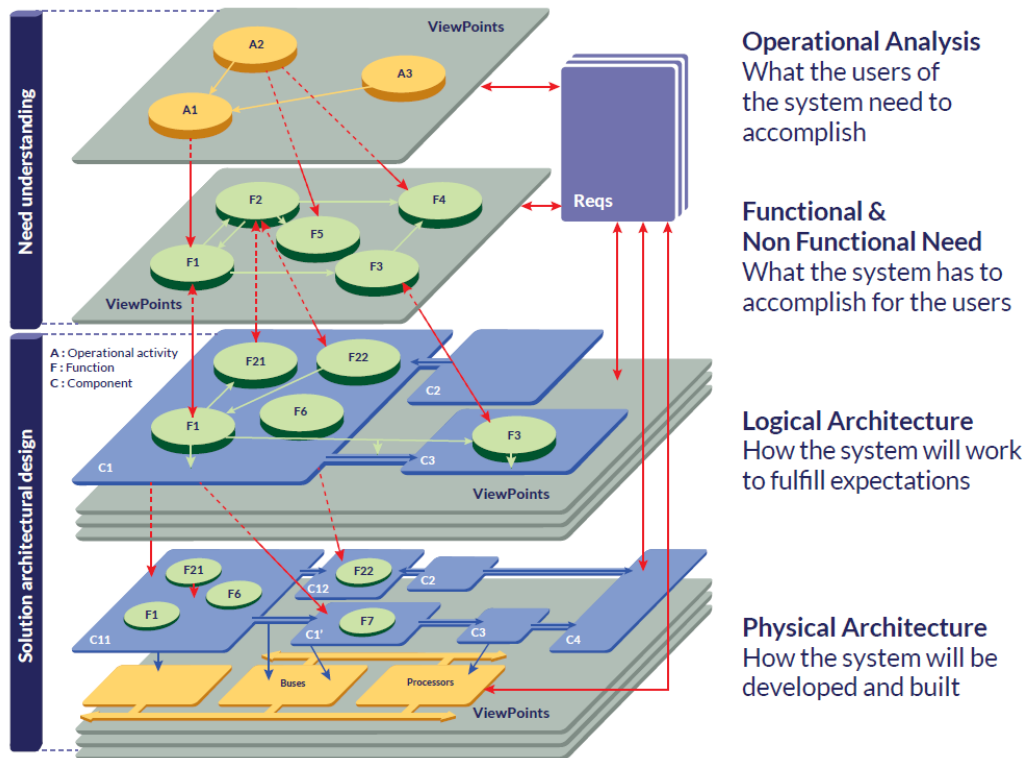 Need understanding
ViewPoints
A2
A3
A1
Reqs
F2
F4
F5
F1
F3
ViewPoints
Operational Analysis
What the users of
the system need to
accomplish
Functional &
Non Functional Need
What the system has to
accomplish for the users
Solution architectural design
A : Operational activity
F : Function
C : Component
F21
F22
C2
F6
F1
F3
C1
C3
ViewPoints
Logical Architecture
How the system will work
to fulfill expectations
F21
F22
C2
C12
F6
F1
F7
C11
C1'
C3
C4
Buses
Processors
ViewPoints
Physical Architecture
How the system will be
developed and built